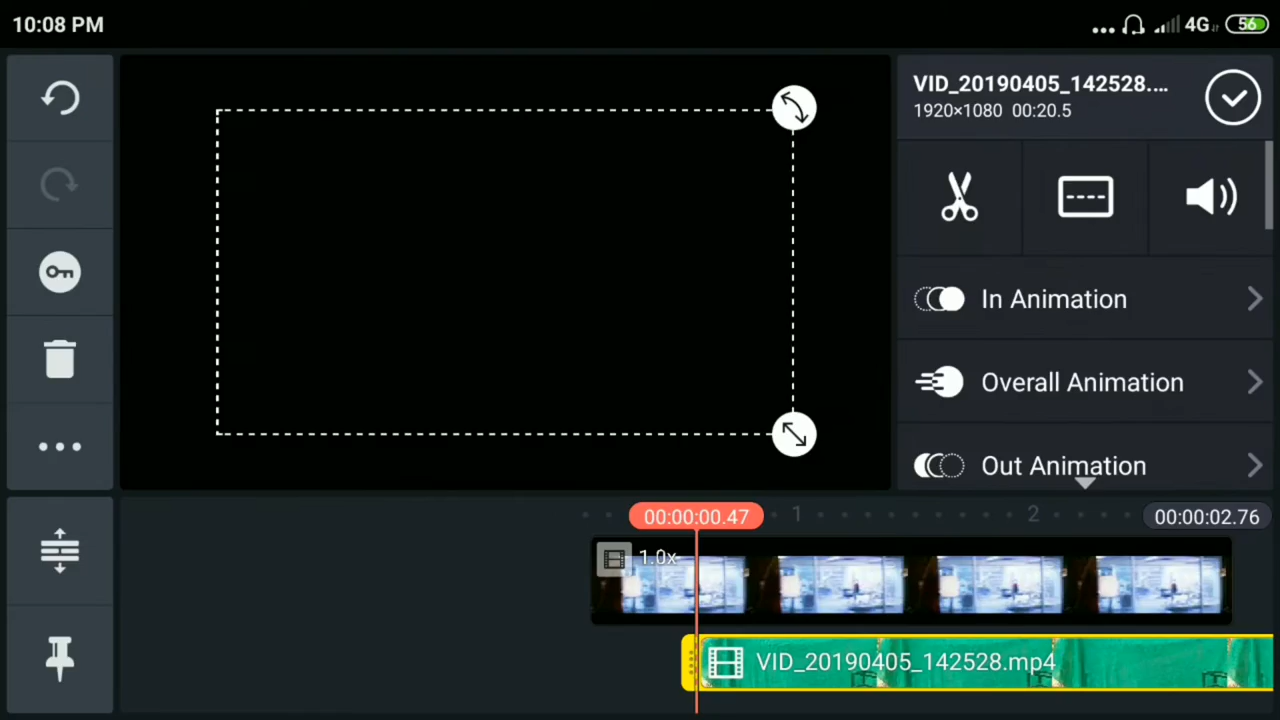 10:08 PM
4G
56
VID_20190405_142528.…
1920×1080 00:20.5
In Animation
Overall Animation
Out Animation
00:00:00.47
1
2
00:00:02.76
1.0x
VID_20190405_142528.mp4